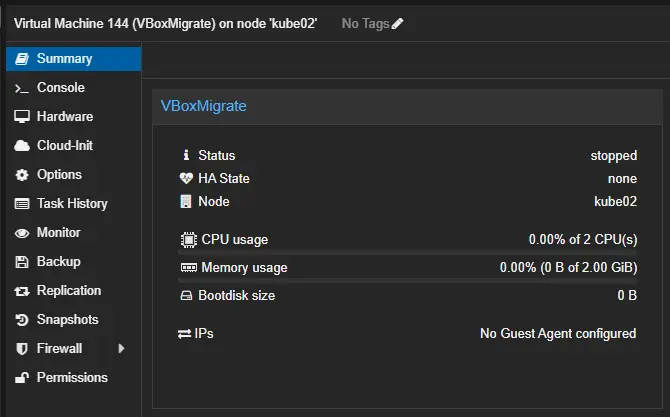 Virtual Machine 144 (VBoxMigrate) on node 'kube02' No Tags
Summary
Console
Hardware
Cloud-Init
Options
Task History
Monitor
Backup
Replication
Snapshots
Firewall
Permissions
VBoxMigrate
Status stopped
HA State none
Node kube02
CPU usage 0.00% of 2 CPU(s)
Memory usage 0.00% (0 B of 2.00 GiB)
Bootdisk size 0 B
IPs No Guest Agent configured